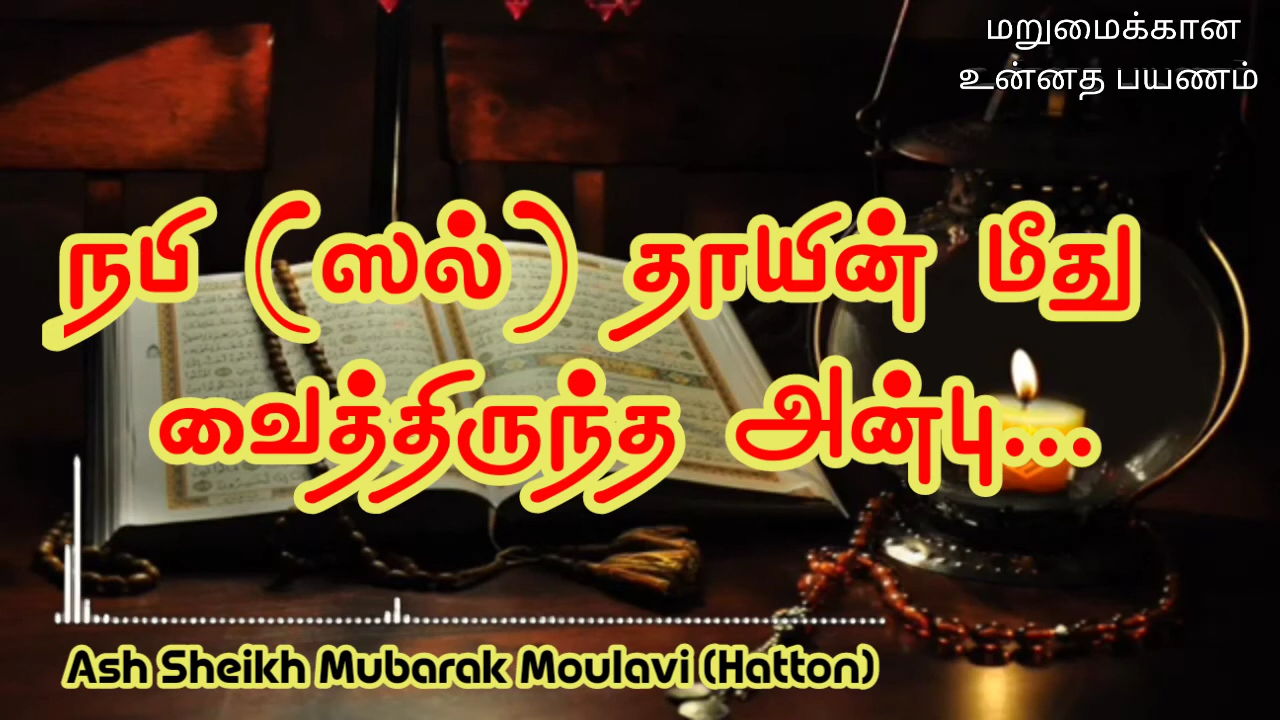 மறுமைக்கான
உன்னத பயணம்
நபி (ஸல்) தாயின் மீது
வைத்திருந்த அன்பு...
Ash Sheikh Mubarak Moulavi (Hatton)